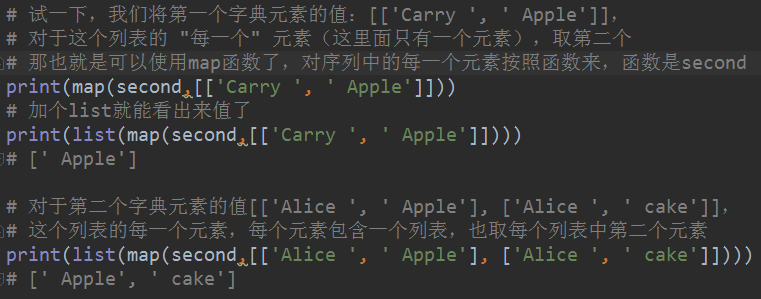 # 试一下，我们将第一个字典元素的值：[['Carry ', ' Apple']]，
# 对于这个列表的 "每一个" 元素（这里面只有一个元素），取第二个
# 那也就是可以使用map函数了，对序列中的每一个元素按照函数来，函数是second
print(map(second,[['Carry ', ' Apple']]))
# 加个list就能看出来值了
print(list(map(second,[['Carry ', ' Apple']])))
# [' Apple']
# 对于第二个字典元素的值[['Alice ', ' Apple'], ['Alice ', ' cake']]，
# 这个列表的每一个元素，每个元素包含一个列表，也取每个列表中第二个元素
print(list(map(second,[['Alice ', ' Apple'], ['Alice ', ' cake']])))
# [' Apple', ' cake']